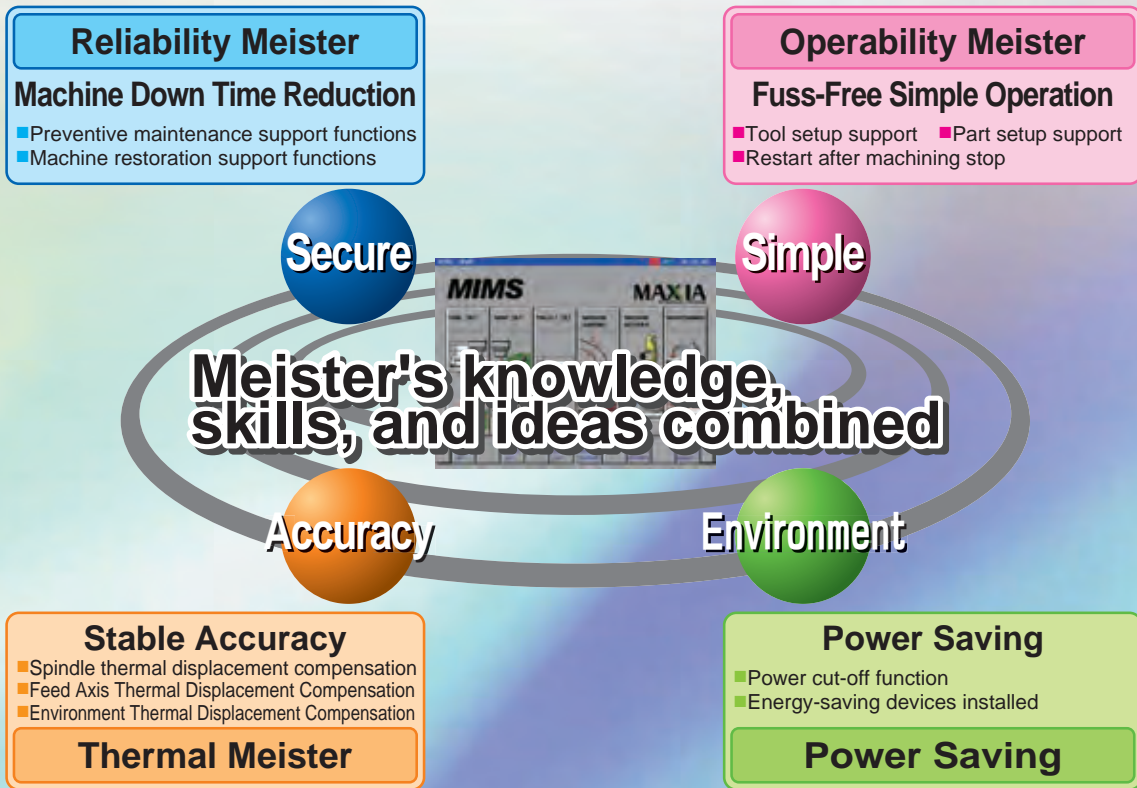 Reliability Meister
Machine Down Time Reduction
■Preventive maintenance support functions
■Machine restoration support functions
Operability Meister
Fuss-Free Simple Operation
■Tool setup support ■Part setup support
■Restart after machining stop
Secure
Simple
MIMS
MAXIA
Meister's knowledge,
skills, and ideas combined
Accuracy
Environment
Stable Accuracy
■Spindle thermal displacement compensation
■Feed Axis Thermal Displacement Compensation
■Environment Thermal Displacement Compensation
Thermal Meister
Power Saving
■Power cut-off function
■Energy-saving devices installed
Power Saving